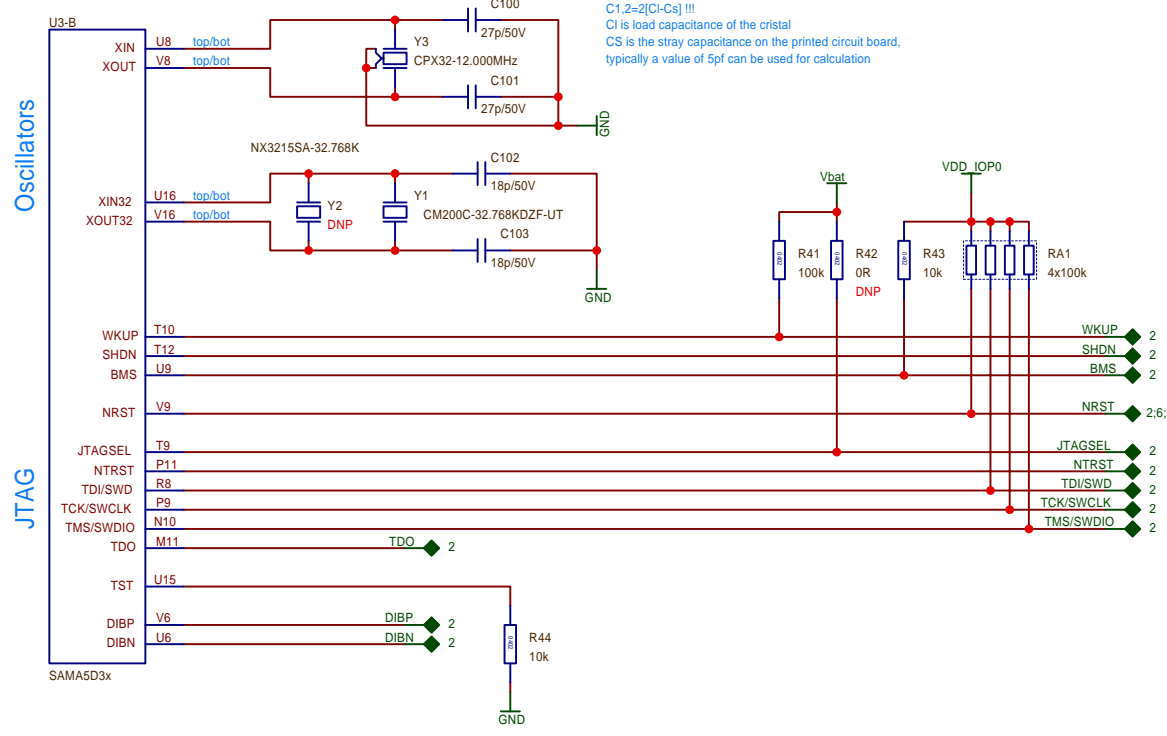 C1,2=2[Cl-Cs] !!!
Cl is load capacitance of the cristal
CS is the stray capacitance on the printed circuit board,
typically a value of 5pf can be used for calculation
C100
27p/50V
U3-B
XIN
U8
top/bot
XOUT
V8
top/bot
Y3
CPX32-12.000MHz
C101
27p/50V
GND
Oscillators
NX3215SA-32.768K
C102
18p/50V
XIN32
U16
top/bot
XOUT32
V16
top/bot
Y2
DNP
Y1
CM200C-32.768KDZF-UT
C103
18p/50V
GND
Vbat
VDD_IOP0
0402
R41
100k
0402
R42
0R
DNP
0402
R43
10k
RA1
4x100k
WKUP
T10
WKUP
2
SHDN
T12
SHDN
2
BMS
U9
BMS
2
NRST
V9
NRST
2;6;
JTAG
JTAGSEL
T9
JTAGSEL
2
NTRST
P11
NTRST
2
TDI/SWD
R8
TDI/SWD
2
TCK/SWCLK
P9
TCK/SWCLK
2
TMS/SWDIO
N10
TMS/SWDIO
2
TDO
M11
TDO
2
TST
U15
DIBP
V6
DIBP
2
DIBN
U6
DIBN
2
0402
R44
10k
GND
SAMA5D3x